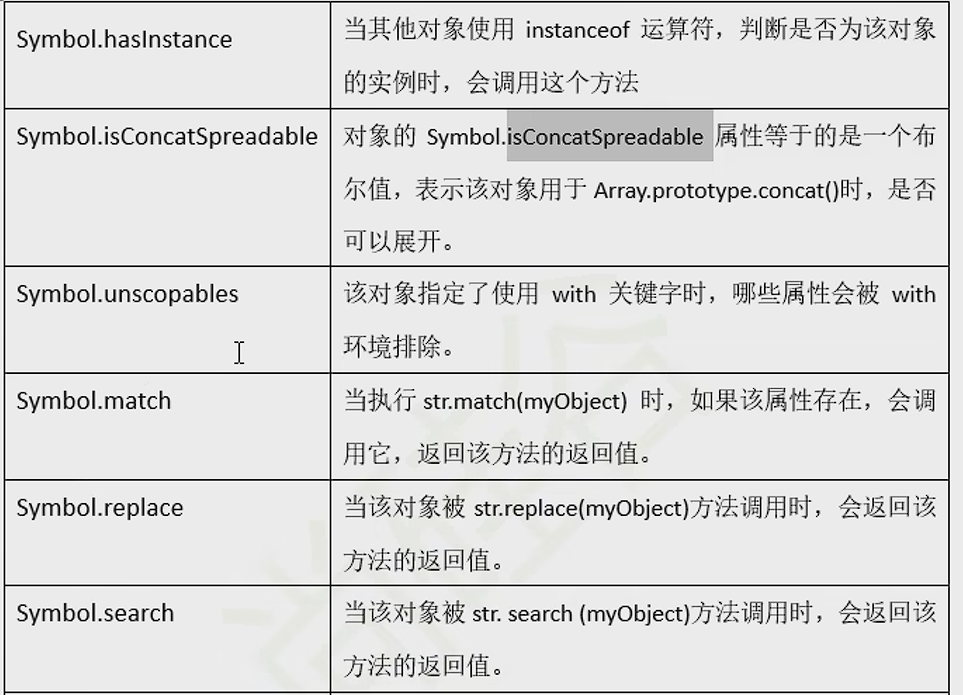 Symbol.hasInstance
当其他对象使用 instanceof 运算符，判断是否为该对象
的实例时，会调用这个方法
Symbol.isConcatSpreadable
对象的 Symbol.isConcatSpreadable 属性等于的是一个布
尔值，表示该对象用于 Array.prototype.concat()时，是否
可以展开。
Symbol.unscopables
该对象指定了使用 with 关键字时，哪些属性会被 with
环境排除。
Symbol.match
当执行 str.match(myObject) 时，如果该属性存在，会调
用它，返回该方法的返回值。
Symbol.replace
当该对象被 str.replace(myObject)方法调用时，会返回该
方法的返回值。
Symbol.search
当该对象被 str. search (myObject)方法调用时，会返回该
方法的返回值。